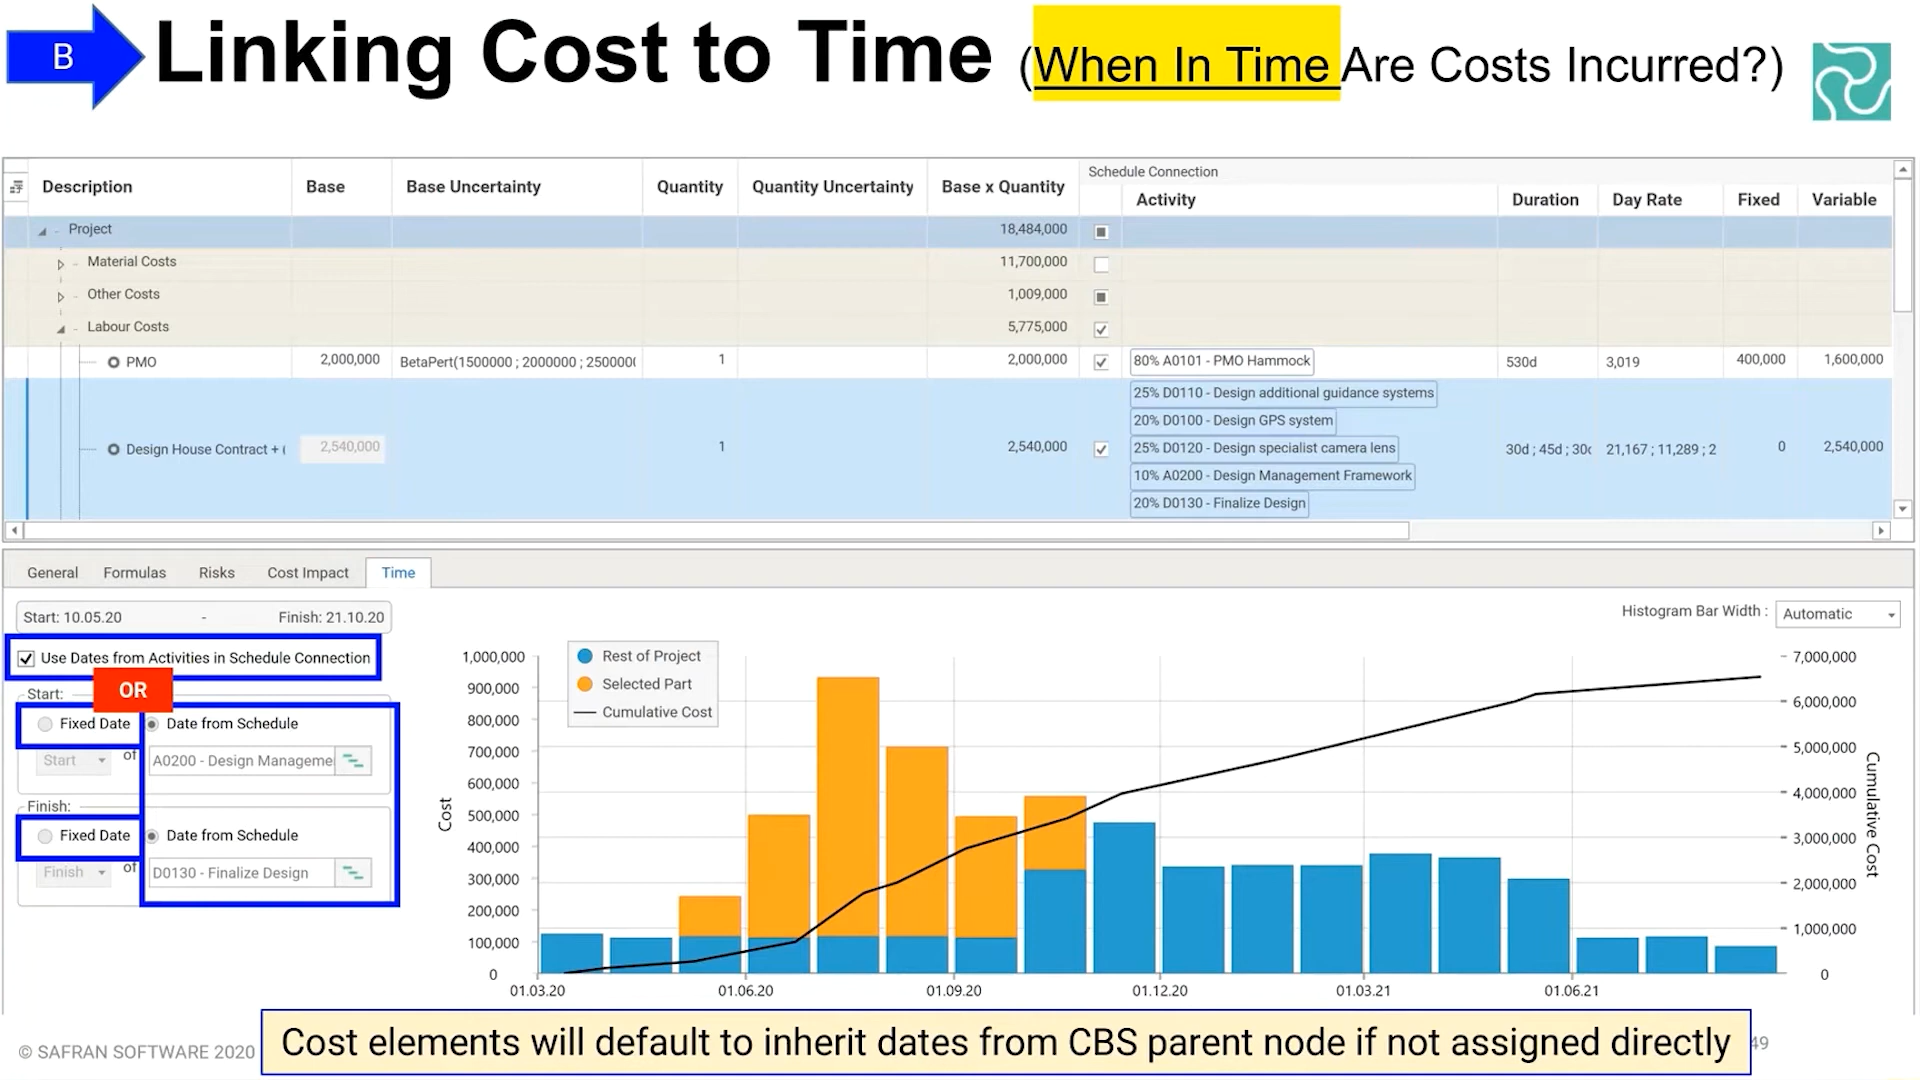 B
Linking Cost to Time (When In Time Are Costs Incurred?)
Schedule Connection
Description Base Base Uncertainty Quantity Quantity Uncertainty Base x Quantity Activity Duration Day Rate Fixed Variable
Project 18,484,000
Material Costs 11,700,000
Other Costs 1,009,000
Labour Costs 5,775,000
PMO 2,000,000 BetaPert(1500000 ; 2000000 ; 2500000 1 2,000,000 80% A0101 - PMO Hammock 530d 3,019 400,000 1,600,000
25% D0110 - Design additional guidance systems
20% D0100 - Design GPS system
Design House Contract + ( 2,540,000 1 2,540,000 25% D0120 - Design specialist camera lens 30d ; 45d ; 30d 21,167 ; 11,289 ; 2 0 2,540,000
10% A0200 - Design Management Framework
20% D0130 - Finalize Design
General Formulas Risks Cost Impact Time
Start: 10.05.20 - Finish: 21.10.20
Histogram Bar Width : Automatic
Use Dates from Activities in Schedule Connection
OR
Start:
Fixed Date Date from Schedule
Start of A0200 - Design Manageme
Finish:
Fixed Date Date from Schedule
Finish of D0130 - Finalize Design
Rest of Project
Selected Part
Cumulative Cost
1,000,000
900,000
800,000
700,000
600,000
500,000
400,000
300,000
200,000
100,000
0
Cost
7,000,000
6,000,000
5,000,000
4,000,000
3,000,000
2,000,000
1,000,000
0
Cumulative Cost
01.03.20 01.06.20 01.09.20 01.12.20 01.03.21 01.06.21
© SAFRAN SOFTWARE 2020
Cost elements will default to inherit dates from CBS parent node if not assigned directly
49